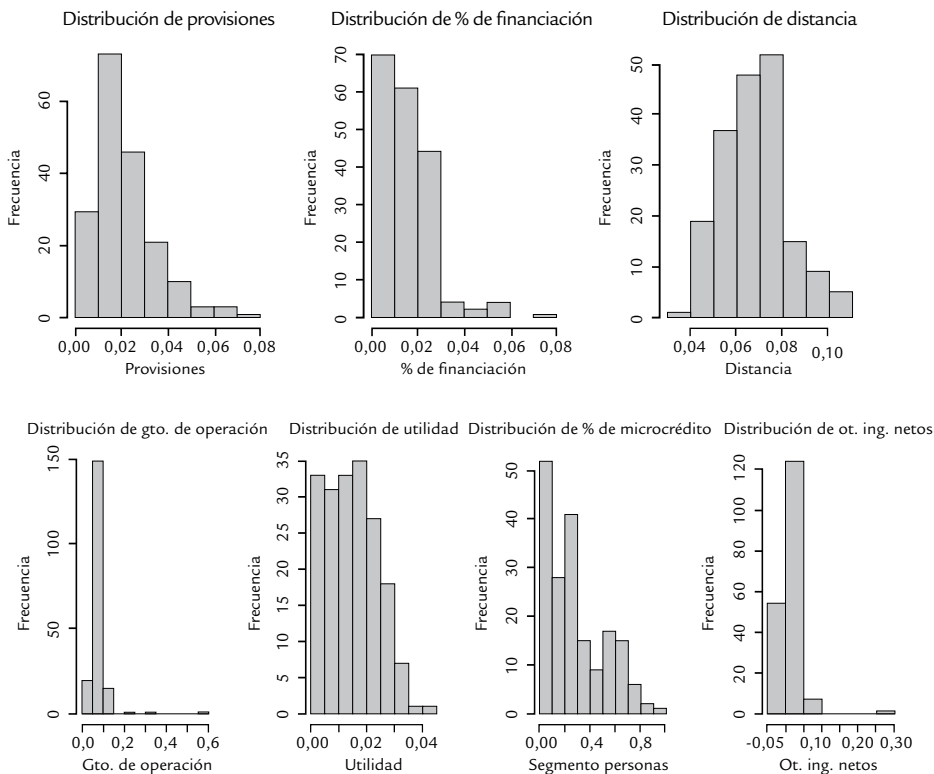 Distribución de provisiones
Distribución de % de financiación
Distribución de distancia
Frecuencia
0
20
40
60
0,00 0,02 0,04 0,06 0,08
Provisiones
Frecuencia
0
10
20
30
40
50
60
70
0,00 0,02 0,04 0,06 0,08
% de financiación
Frecuencia
0
10
20
30
40
50
0,04 0,06 0,08 0,10
Distancia
Distribución de gto. de operación
Distribución de utilidad
Distribución de % de microcrédito
Distribución de ot. ing. netos
Frecuencia
0
50
100
150
0,0 0,2 0,4 0,6
Gto. de operación
Frecuencia
0
5
10
15
20
25
30
35
0,00 0,02 0,04
Utilidad
Frecuencia
0
10
20
30
40
50
0,00 0,4 0,8
Segmento personas
Frecuencia
0
20
40
60
80
100
120
-0,05 0,10 0,20 0,30
Ot. ing. netos